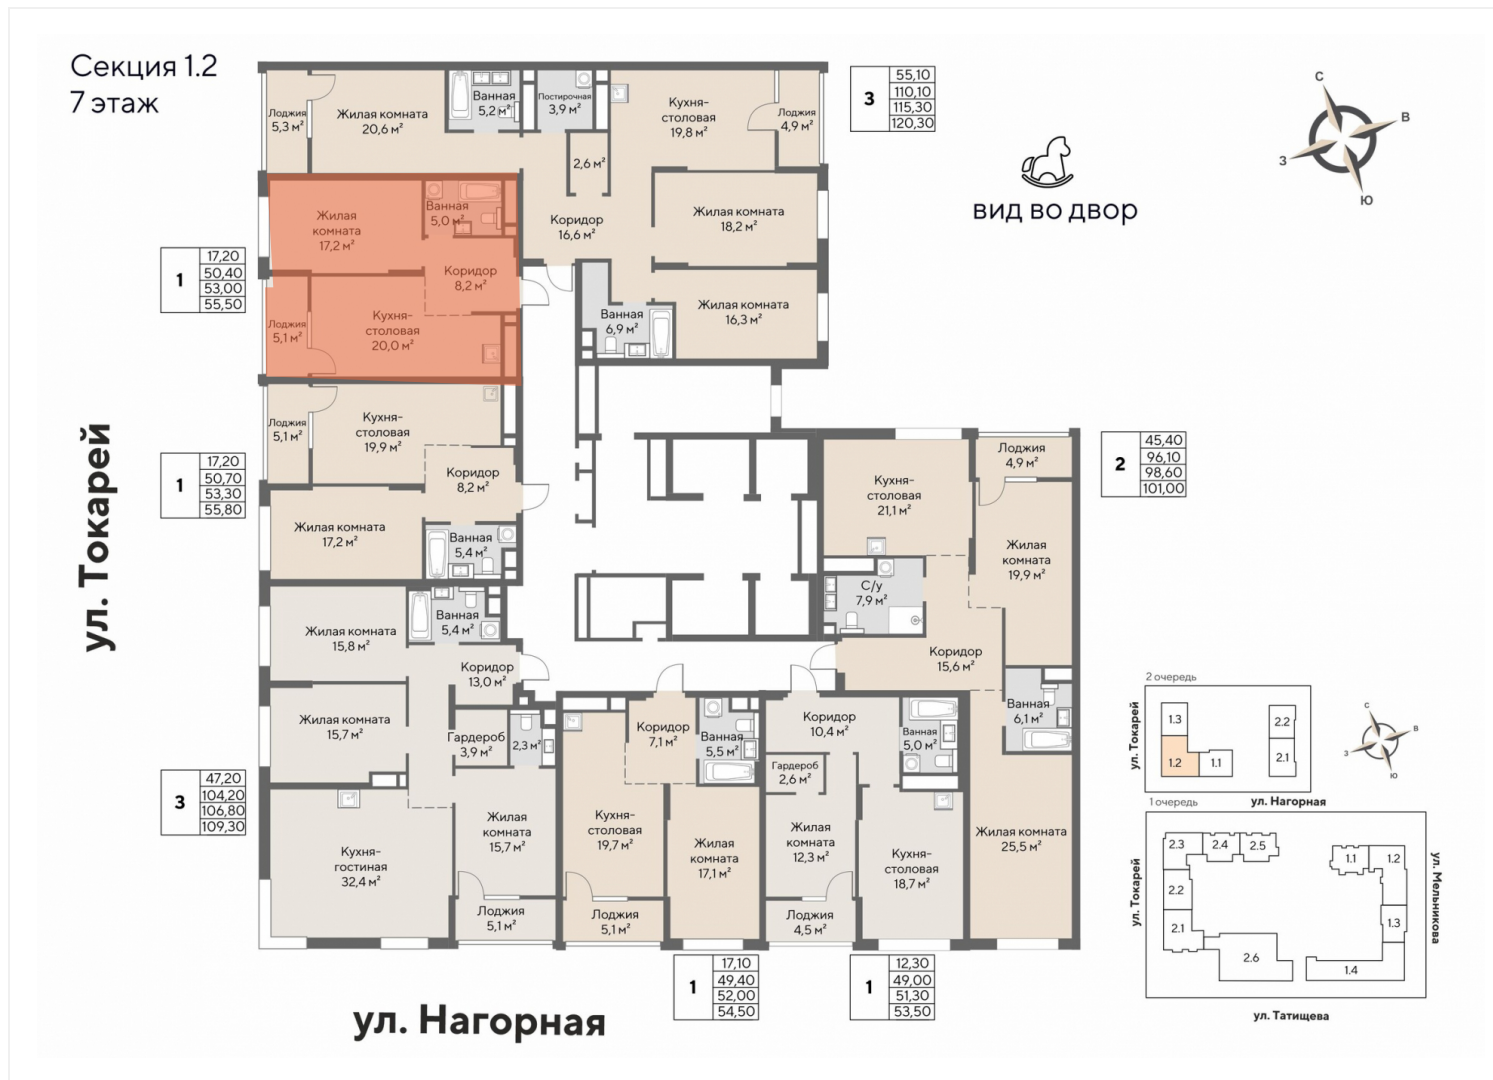 Секция 1.2
7 этаж
Лоджия
5,3 м²
Жилая комната
20,6 м²
Ванная
5,2 м²
Постирочная
3,9 м²
Кухня-
столовая
19,8 м²
Лоджия
4,9 м²
2,6 м²
3
55,10
110,10
115,30
120,30
С
В
З
Ю
вид во двор
Жилая
комната
17,2 м²
Ванная
5,0 м²
Коридор
8,2 м²
Лоджия
5,1 м²
Кухня-
столовая
20,0 м²
1
17,20
50,40
53,00
55,50
Коридор
16,6 м²
Жилая комната
18,2 м²
Жилая комната
16,3 м²
Ванная
6,9 м²
Лоджия
5,1 м²
Кухня-
столовая
19,9 м²
Коридор
8,2 м²
Жилая комната
17,2 м²
Ванная
5,4 м²
1
17,20
50,70
53,30
55,80
ул. Токарей
Кухня-
столовая
21,1 м²
Лоджия
4,9 м²
Жилая
комната
19,9 м²
С/у
7,9 м²
Коридор
15,6 м²
Ванная
6,1 м²
Жилая комната
25,5 м²
2
45,40
96,10
98,60
101,00
Жилая комната
15,8 м²
Ванная
5,4 м²
Коридор
13,0 м²
Жилая комната
15,7 м²
Гардероб
3,9 м²
2,3 м²
3
47,20
104,20
106,80
109,30
Кухня-
гостиная
32,4 м²
Жилая
комната
15,7 м²
Лоджия
5,1 м²
Коридор
7,1 м²
Ванная
5,5 м²
Кухня-
столовая
19,7 м²
Жилая
комната
17,1 м²
Лоджия
5,1 м²
Коридор
10,4 м²
Ванная
5,0 м²
Гардероб
2,6 м²
Жилая
комната
12,3 м²
Кухня-
столовая
18,7 м²
Лоджия
4,5 м²
1
17,10
49,40
52,00
54,50
1
12,30
49,00
51,30
53,50
ул. Нагорная
2 очередь
ул. Токарей
1.3
1.2
1.1
2.2
2.1
ул. Нагорная
С
В
З
Ю
1 очередь
ул. Токарей
2.3
2.4
2.5
2.2
2.1
2.6
1.1
1.2
1.3
1.4
ул. Мельникова
ул. Татищева